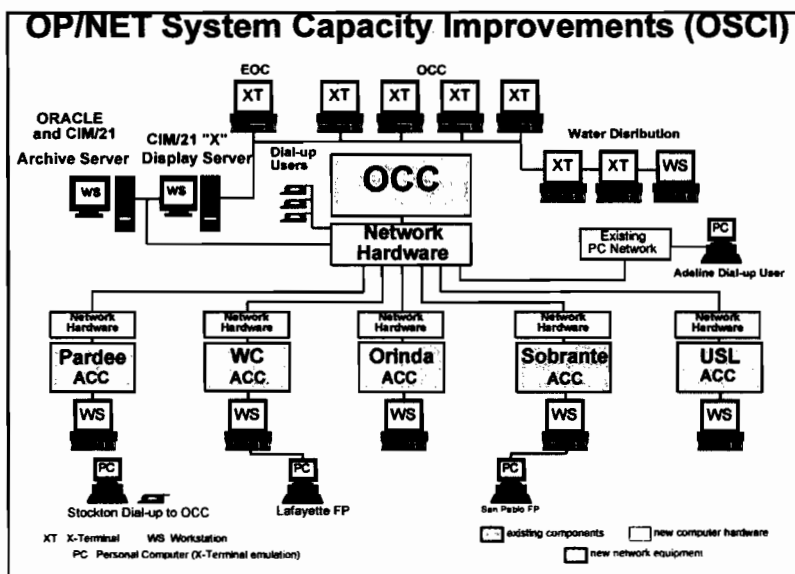 OP/NET System Capacity Improvements (OSCI)
EOC
OCC
XT
XT
XT
XT
XT
ORACLE
and CIM/21
Archive Server
CIM/21 "X"
Display Server
Dial-up
Users
Water Disribution
XT
XT
WS
WS
WS
OCC
Network
Hardware
Existing
PC Network
PC
Adeline Dial-up User
Network
Hardware
Network
Hardware
Network
Hardware
Network
Hardware
Network
Hardware
Pardee
ACC
WC
ACC
Orinda
ACC
Sobrante
ACC
USL
ACC
WS
WS
WS
WS
WS
PC
PC
PC
Stockton Dial-up to OCC
Lafayette FP
San Pablo FP
XT X-Terminal WS Workstation
PC Personal Computer (X-Terminal emulation)
existing components
new computer hardware
new network equipment